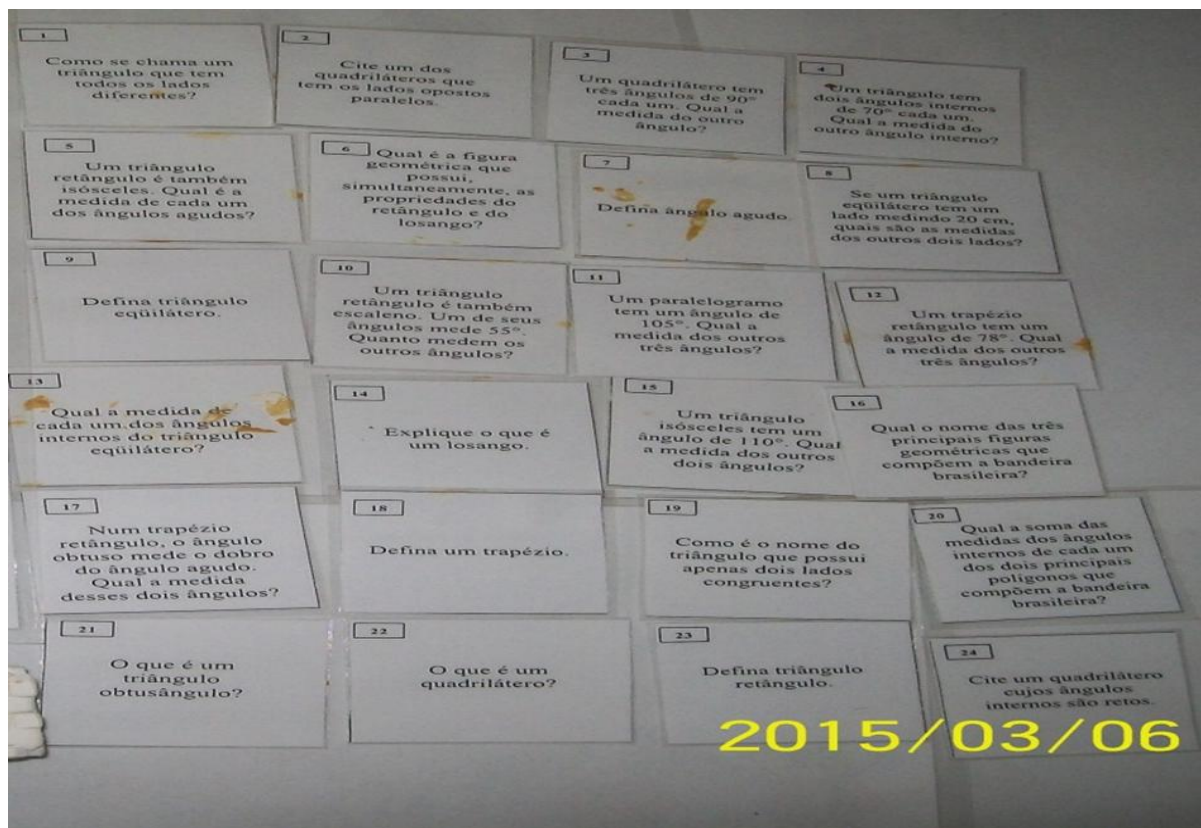 1
Como se chama um
triângulo que tem
todos os lados
diferentes?
2
Cite um dos
quadriláteros que
tem os lados opostos
paralelos.
3
Um quadrilátero tem
três ângulos de 90°
cada um. Qual a
medida do outro
ângulo?
4
Um triângulo tem
dois ângulos internos
de 70° cada um.
Qual a medida do
outro ângulo interno?
5
Um triângulo
retângulo é também
isósceles. Qual é a
medida de cada um
dos ângulos agudos?
6
Qual é a figura
geométrica que
possui,
simultaneamente, as
propriedades do
retângulo e do
losango?
7
Defina ângulo agudo.
8
Se um triângulo
eqüilátero tem um
lado medindo 20 cm,
quais são as medidas
dos outros dois lados?
9
Defina triângulo
eqüilátero.
10
Um triângulo
retângulo é também
escaleno. Um de seus
ângulos mede 55°.
Quanto medem os
outros ângulos?
11
Um paralelogramo
tem um ângulo de
105°. Qual a
medida dos outros
três ângulos?
12
Um trapézio
retângulo tem um
ângulo de 78°. Qual
a medida dos outros
três ângulos?
13
Qual a medida de
cada um dos ângulos
internos do triângulo
eqüilátero?
14
Explique o que é
um losango.
15
Um triângulo
isósceles tem um
ângulo de 110°. Qual
a medida dos outros
dois ângulos?
16
Qual o nome das três
principais figuras
geométricas que
compõem a bandeira
brasileira?
17
Num trapézio
retângulo, o ângulo
obtuso mede o dobro
do ângulo agudo.
Qual a medida
desses dois ângulos?
18
Defina um trapézio.
19
Como é o nome do
triângulo que possui
apenas dois lados
congruentes?
20
Qual a soma das
medidas dos ângulos
internos de cada um
dos dois principais
polígonos que
compõem a bandeira
brasileira?
21
O que é um
triângulo
obtusângulo?
22
O que é um
quadrilátero?
23
Defina triângulo
retângulo.
24
Cite um quadrilátero
cujos ângulos
internos são retos.
2015/03/06